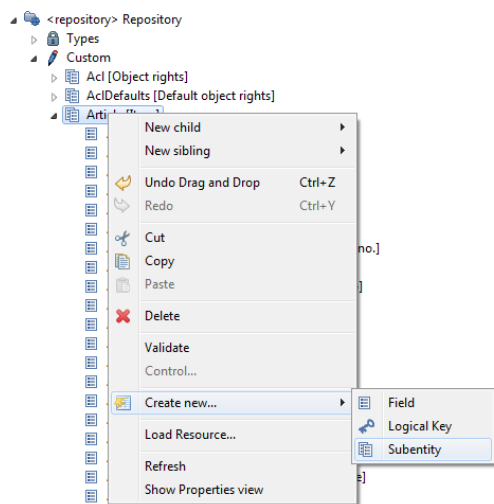 <repository> Repository
Types
Custom
Acl [Object rights]
AclDefaults [Default object rights]
New child
New sibling
Undo Drag and Drop Ctrl+Z
Redo Ctrl+Y
Cut
Copy
no.]
Paste
Delete
Validate
Control...
Create new...
Field
Logical Key
Load Resource...
Subentity
Refresh
Show Properties view